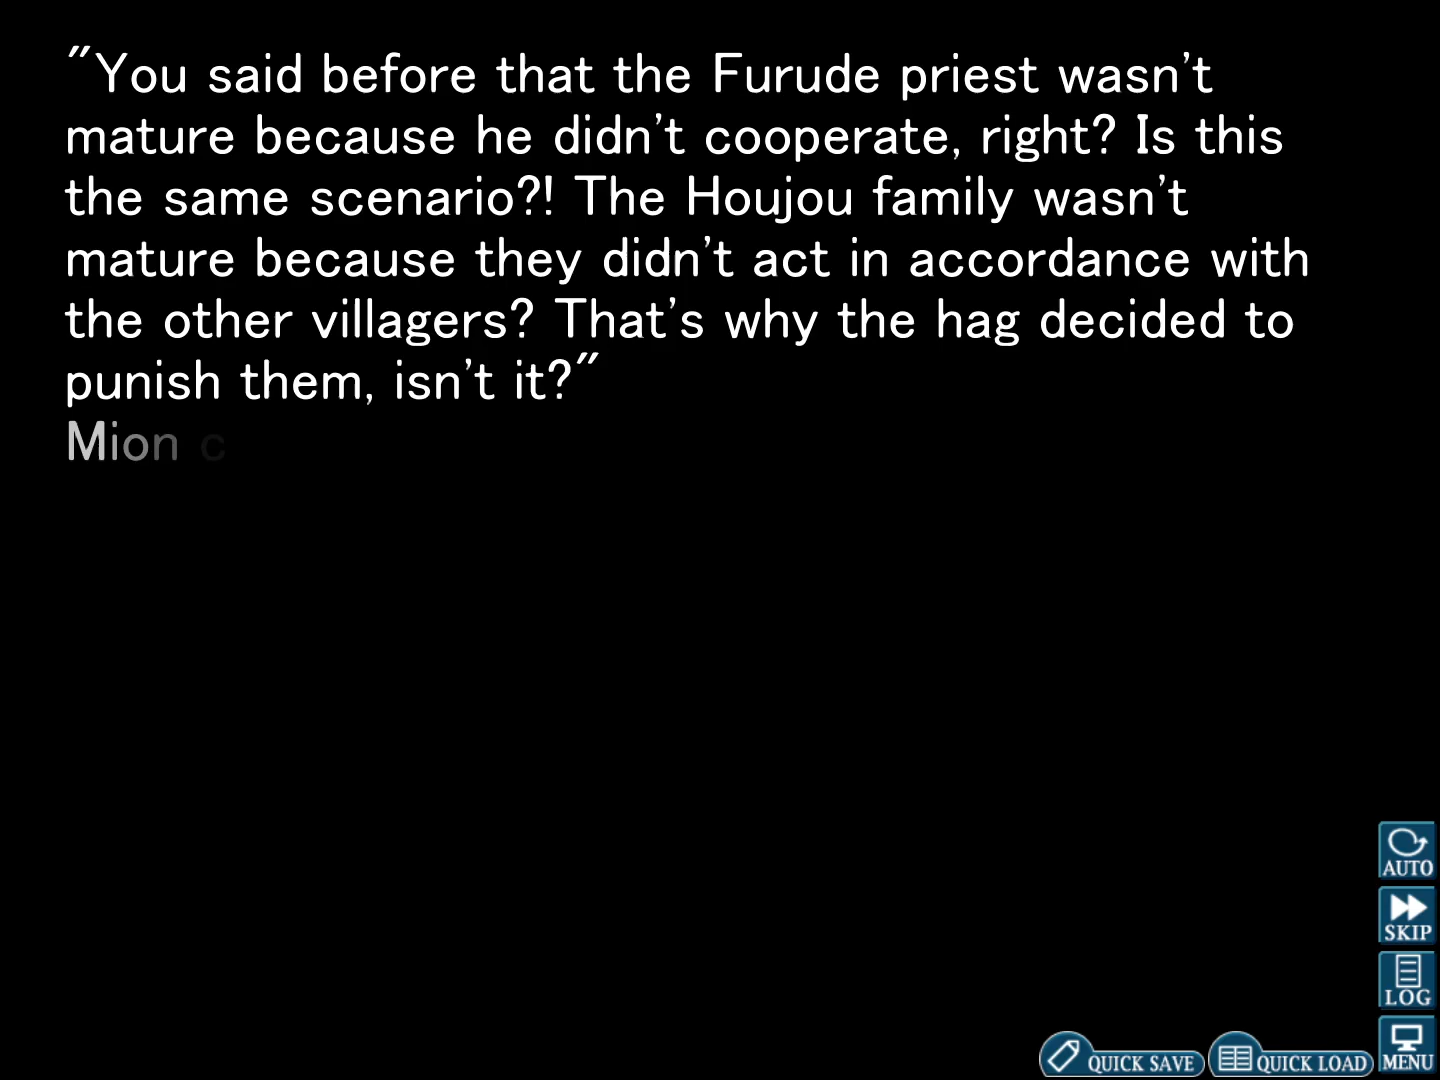 "You said before that the Furude priest wasn't
mature because he didn't cooperate, right? Is this
the same scenario?! The Houjou family wasn't
mature because they didn't act in accordance with
the other villagers? That's why the hag decided to
punish them, isn't it?"
Mion c
AUTO
SKIP
LOG
QUICK SAVE
QUICK LOAD
MENU